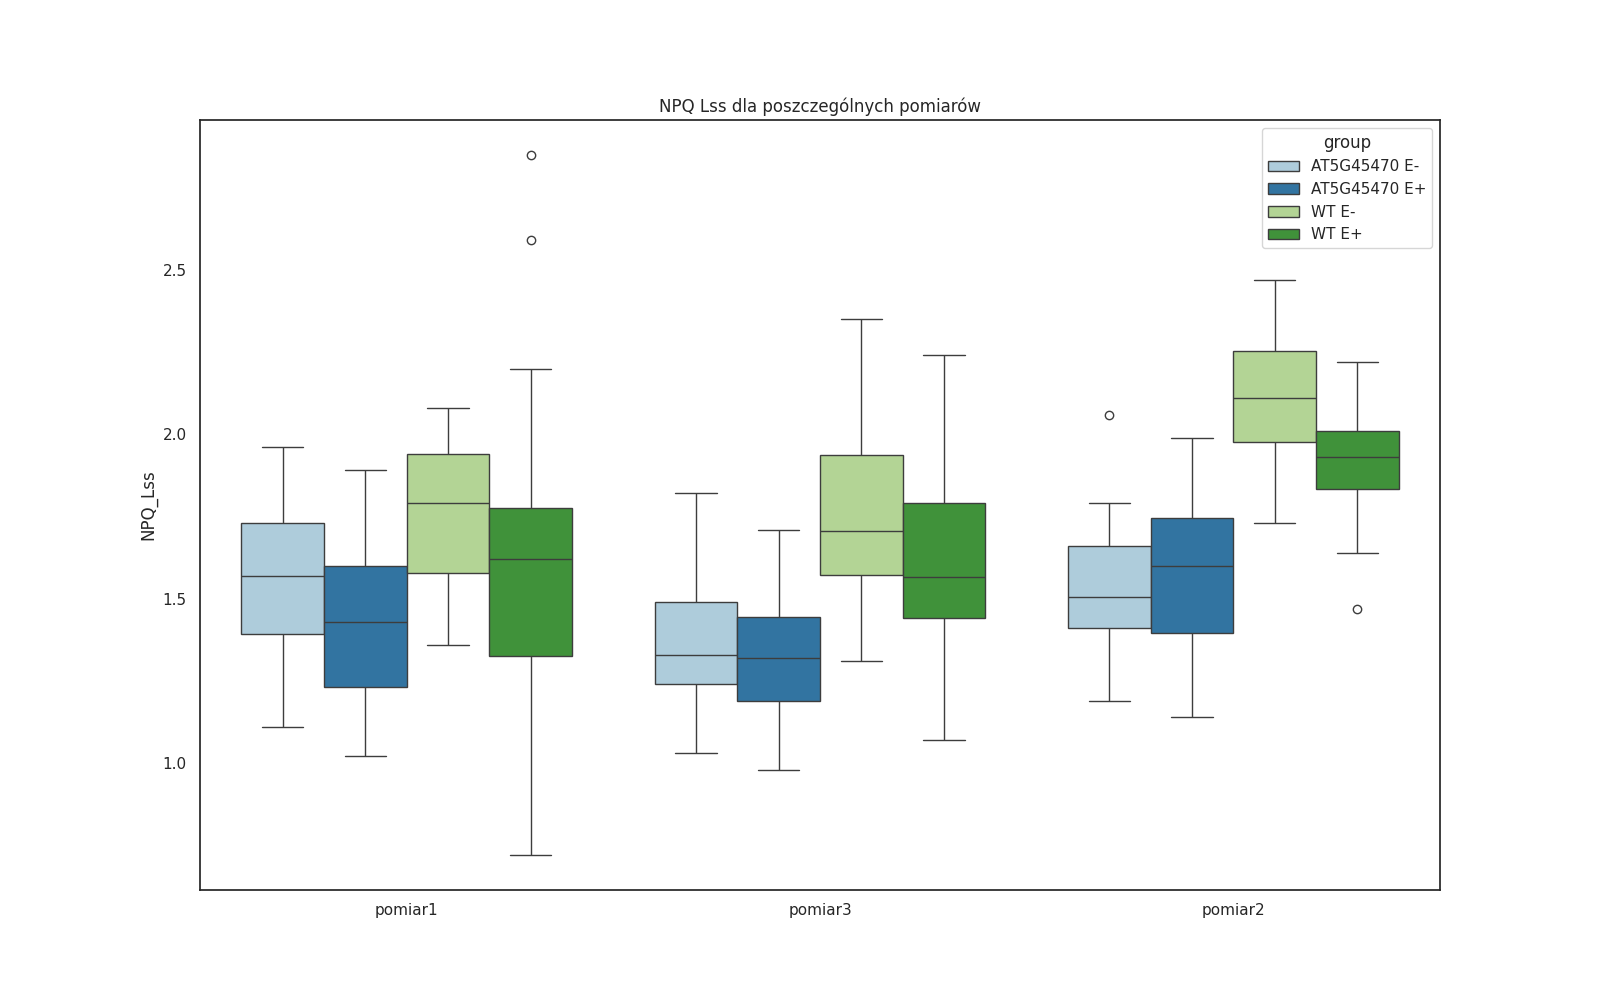 NPQ Lss dla poszczególnych pomiarów
group
AT5G45470 E-
AT5G45470 E+
WT E-
WT E+
NPQ_Lss
2.5
2.0
1.5
1.0
pomiar1
pomiar3
pomiar2